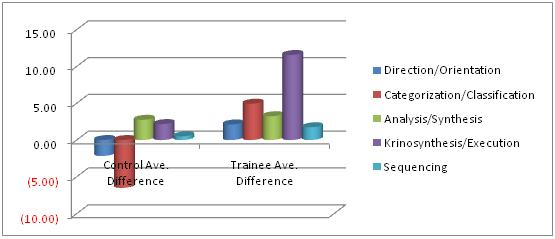 15.00
10.00
5.00
0.00
(5.00)
(10.00)
Control Ave.
Difference
Trainee Ave.
Difference
Direction/Orientation
Categorization/Classification
Analysis/Synthesis
Krinosynthesis/Execution
Sequencing